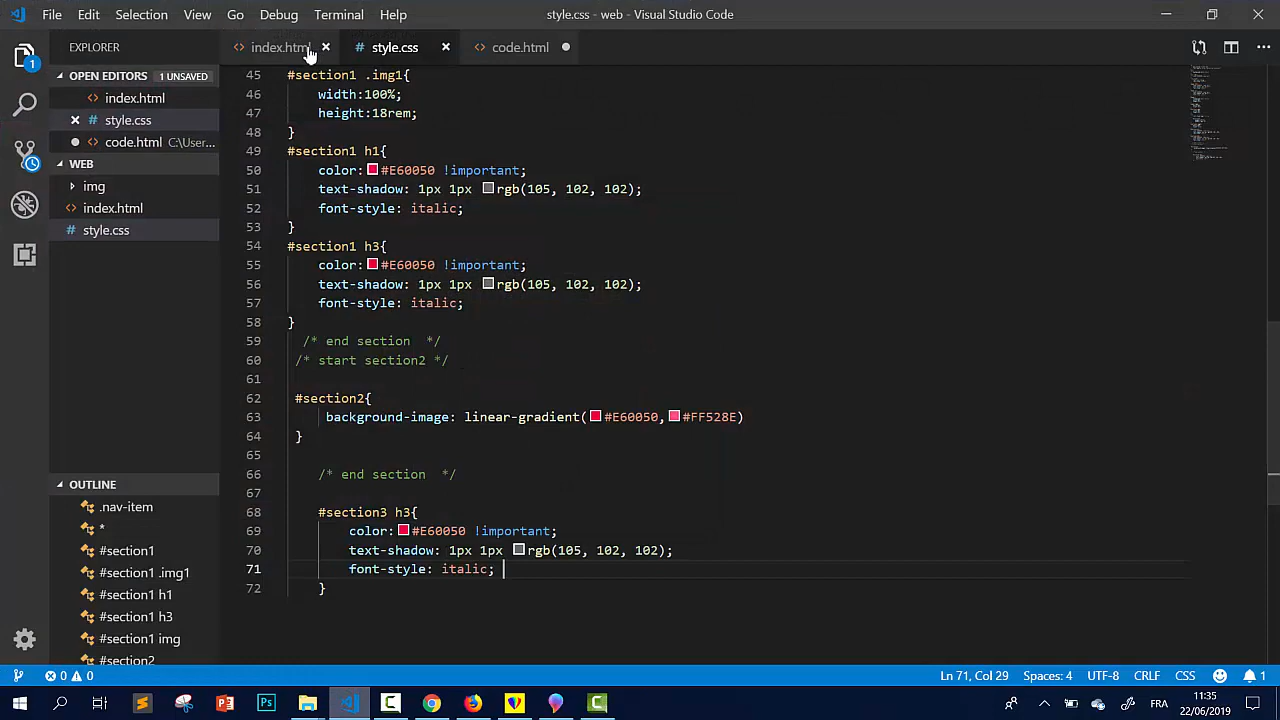 File Edit Selection View Go Debug Terminal Help style.css - web - Visual Studio Code
EXPLORER
index.html
style.css
code.html
OPEN EDITORS 1 UNSAVED
index.html
style.css
code.html C:\User...
WEB
img
index.html
style.css
OUTLINE
.nav-item
*
#section1
#section1 .img1
#section1 h1
#section1 h3
#section1 img
#section2
45 #section1 .img1{
46 width:100%;
47 height:18rem;
48 }
49 #section1 h1{
50 color:#E60050 !important;
51 text-shadow: 1px 1px rgb(105, 102, 102);
52 font-style: italic;
53 }
54 #section1 h3{
55 color:#E60050 !important;
56 text-shadow: 1px 1px rgb(105, 102, 102);
57 font-style: italic;
58 }
59 /* end section */
60 /* start section2 */
61
62 #section2{
63 background-image: linear-gradient(#E60050,#FF528E)
64 }
65
66 /* end section */
67
68 #section3 h3{
69 color:#E60050 !important;
70 text-shadow: 1px 1px rgb(105, 102, 102);
71 font-style: italic;
72 }
0 0 Ln 71, Col 29 Spaces: 4 UTF-8 CRLF CSS 1
FRA 11:35
22/06/2019